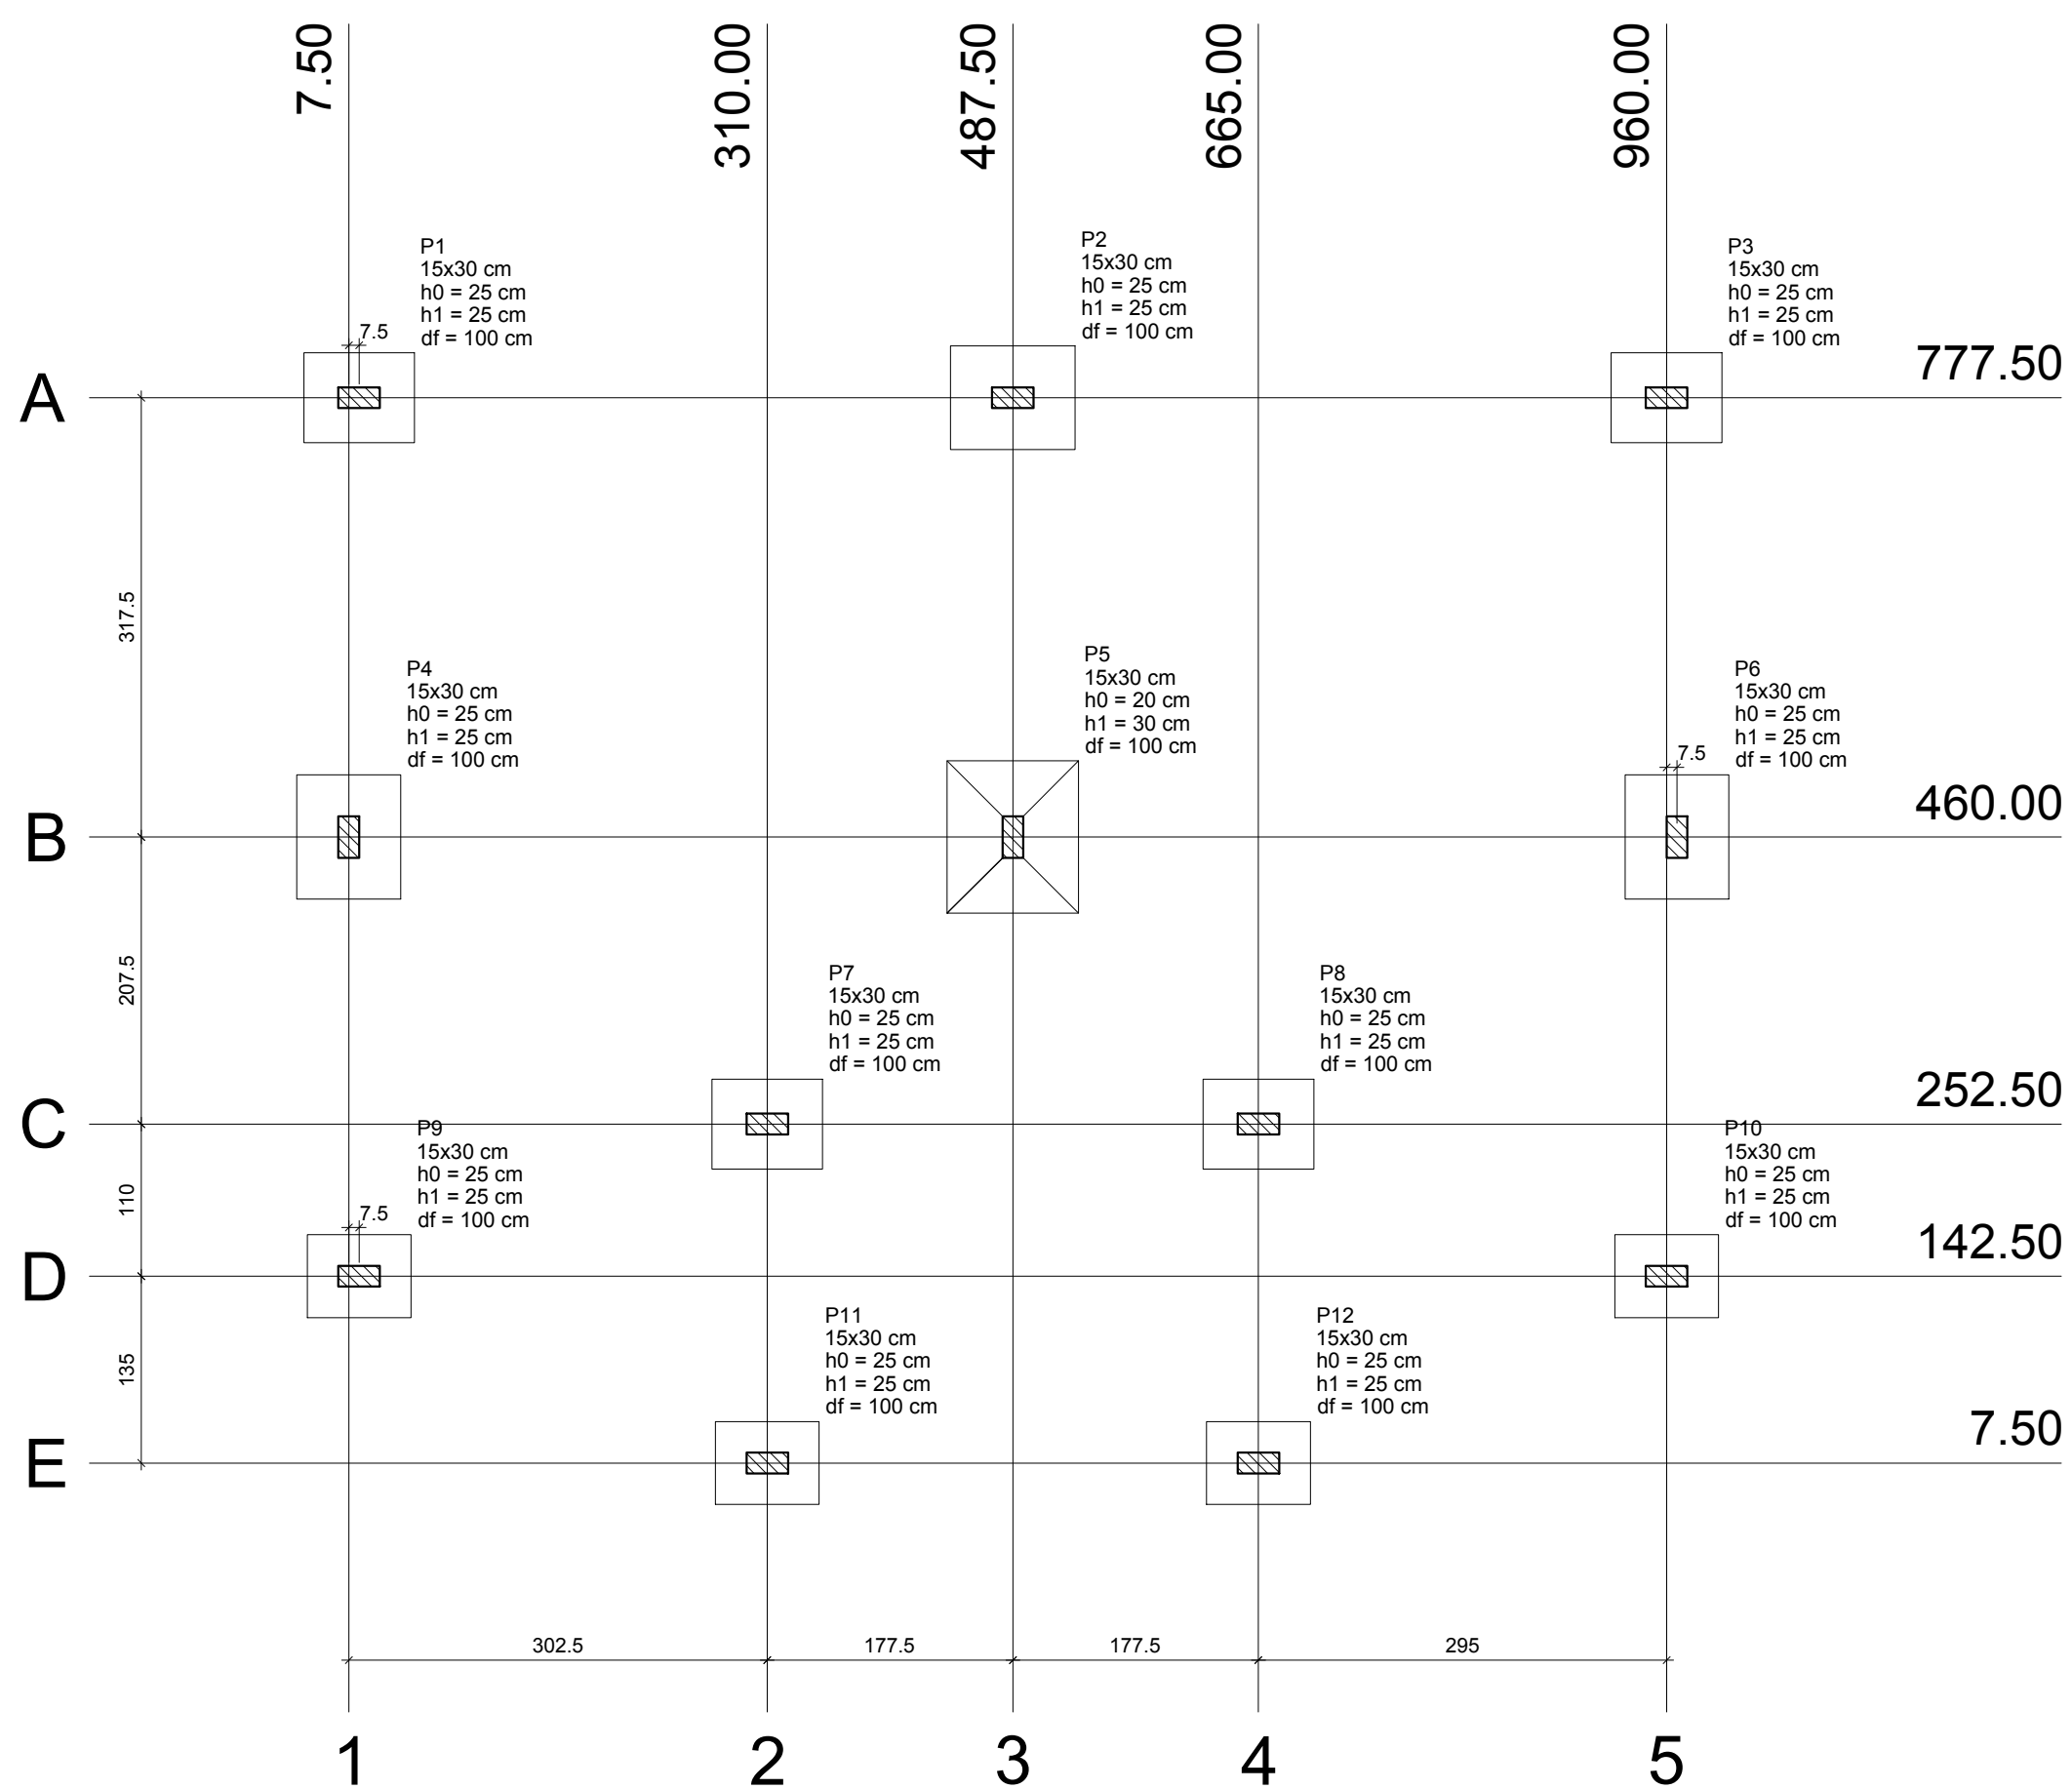 7.50
310.00
487.50
665.00
960.00
P1
15x30 cm
h0 = 25 cm
h1 = 25 cm
df = 100 cm
7.5
P2
15x30 cm
h0 = 25 cm
h1 = 25 cm
df = 100 cm
P3
15x30 cm
h0 = 25 cm
h1 = 25 cm
df = 100 cm
A
777.50
317.5
P4
15x30 cm
h0 = 25 cm
h1 = 25 cm
df = 100 cm
P5
15x30 cm
h0 = 20 cm
h1 = 30 cm
df = 100 cm
P6
15x30 cm
h0 = 25 cm
h1 = 25 cm
df = 100 cm
7.5
B
460.00
207.5
P7
15x30 cm
h0 = 25 cm
h1 = 25 cm
df = 100 cm
P8
15x30 cm
h0 = 25 cm
h1 = 25 cm
df = 100 cm
C
252.50
110
P9
15x30 cm
h0 = 25 cm
h1 = 25 cm
df = 100 cm
7.5
P10
15x30 cm
h0 = 25 cm
h1 = 25 cm
df = 100 cm
D
142.50
135
P11
15x30 cm
h0 = 25 cm
h1 = 25 cm
df = 100 cm
P12
15x30 cm
h0 = 25 cm
h1 = 25 cm
df = 100 cm
E
7.50
302.5
177.5
177.5
295
1
2
3
4
5